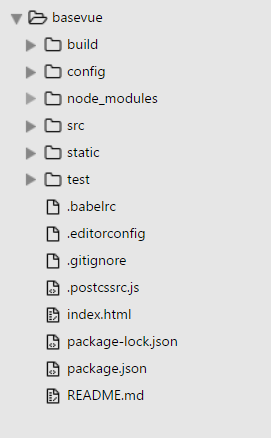 basevue
build
config
node_modules
src
static
test
.babelrc
.editorconfig
.gitignore
.postcssrc.js
index.html
package-lock.json
package.json
README.md